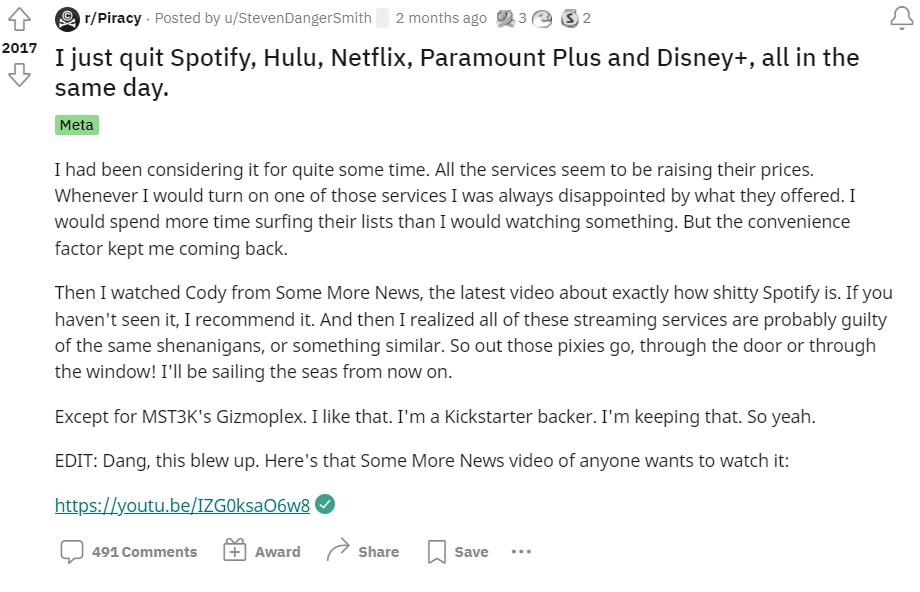 r/Piracy · Posted by u/StevenDangerSmith 2 months ago 3 2
2017
I just quit Spotify, Hulu, Netflix, Paramount Plus and Disney+, all in the
same day.
Meta
I had been considering it for quite some time. All the services seem to be raising their prices.
Whenever I would turn on one of those services I was always disappointed by what they offered. I
would spend more time surfing their lists than I would watching something. But the convenience
factor kept me coming back.
Then I watched Cody from Some More News, the latest video about exactly how shitty Spotify is. If you
haven't seen it, I recommend it. And then I realized all of these streaming services are probably guilty
of the same shenanigans, or something similar. So out those pixies go, through the door or through
the window! I'll be sailing the seas from now on.
Except for MST3K's Gizmoplex. I like that. I'm a Kickstarter backer. I'm keeping that. So yeah.
EDIT: Dang, this blew up. Here's that Some More News video of anyone wants to watch it:
https://youtu.be/IZG0ksaO6w8
491 Comments Award Share Save ···